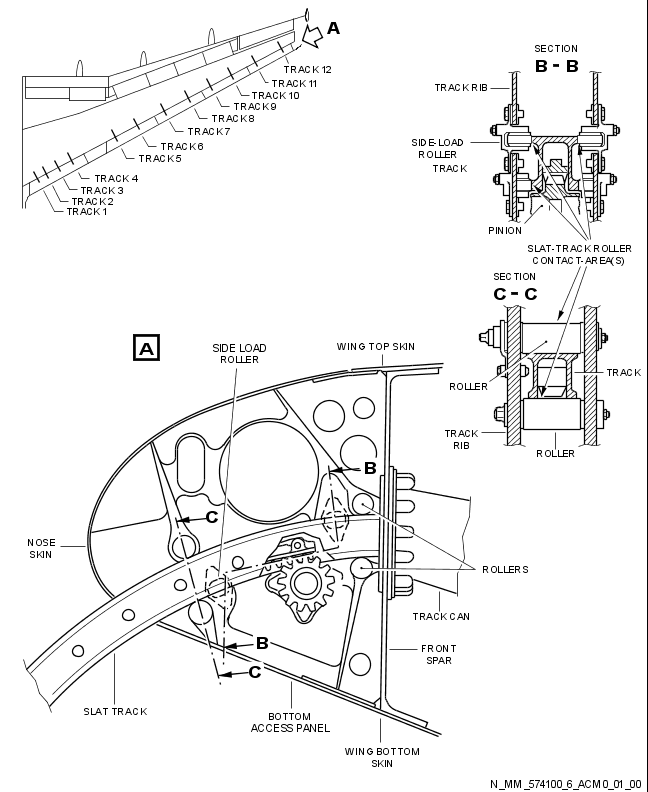 A
TRACK 12
TRACK 11
TRACK 10
TRACK 9
TRACK 8
TRACK 7
TRACK 6
TRACK 5
TRACK 4
TRACK 3
TRACK 2
TRACK 1
SECTION
B - B
TRACK RIB
SIDE-LOAD
ROLLER
TRACK
PINION
SLAT-TRACK ROLLER
CONTACT-AREA(S)
SECTION
C - C
ROLLER
TRACK
TRACK
RIB
ROLLER
A
SIDE LOAD
ROLLER
WING TOP SKIN
B
C
NOSE
SKIN
ROLLERS
TRACK CAN
B
FRONT
SPAR
C
SLAT TRACK
BOTTOM
ACCESS PANEL
WING BOTTOM
SKIN
N_MM_574100_6_ACM0_01_00